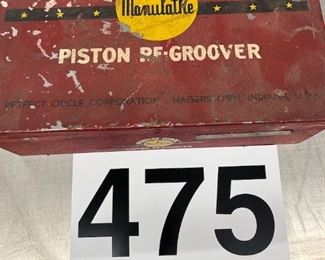 Manulathe
PISTON RE-GROOVER
PERFECT CIRCLE CORPORATION - HAGERSTOWN, INDIANA, U.S.A.
475